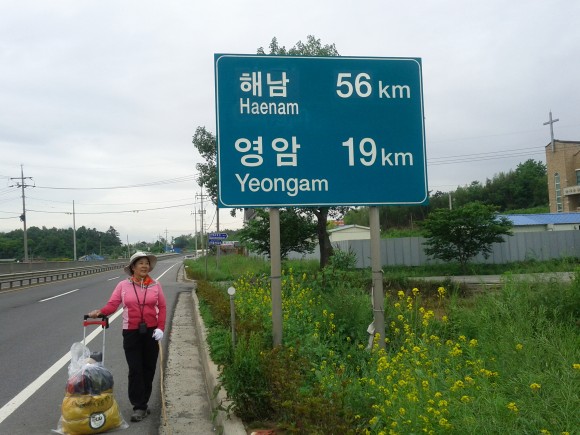 해남 56 km
Haenam
영암 19 km
Yeongam